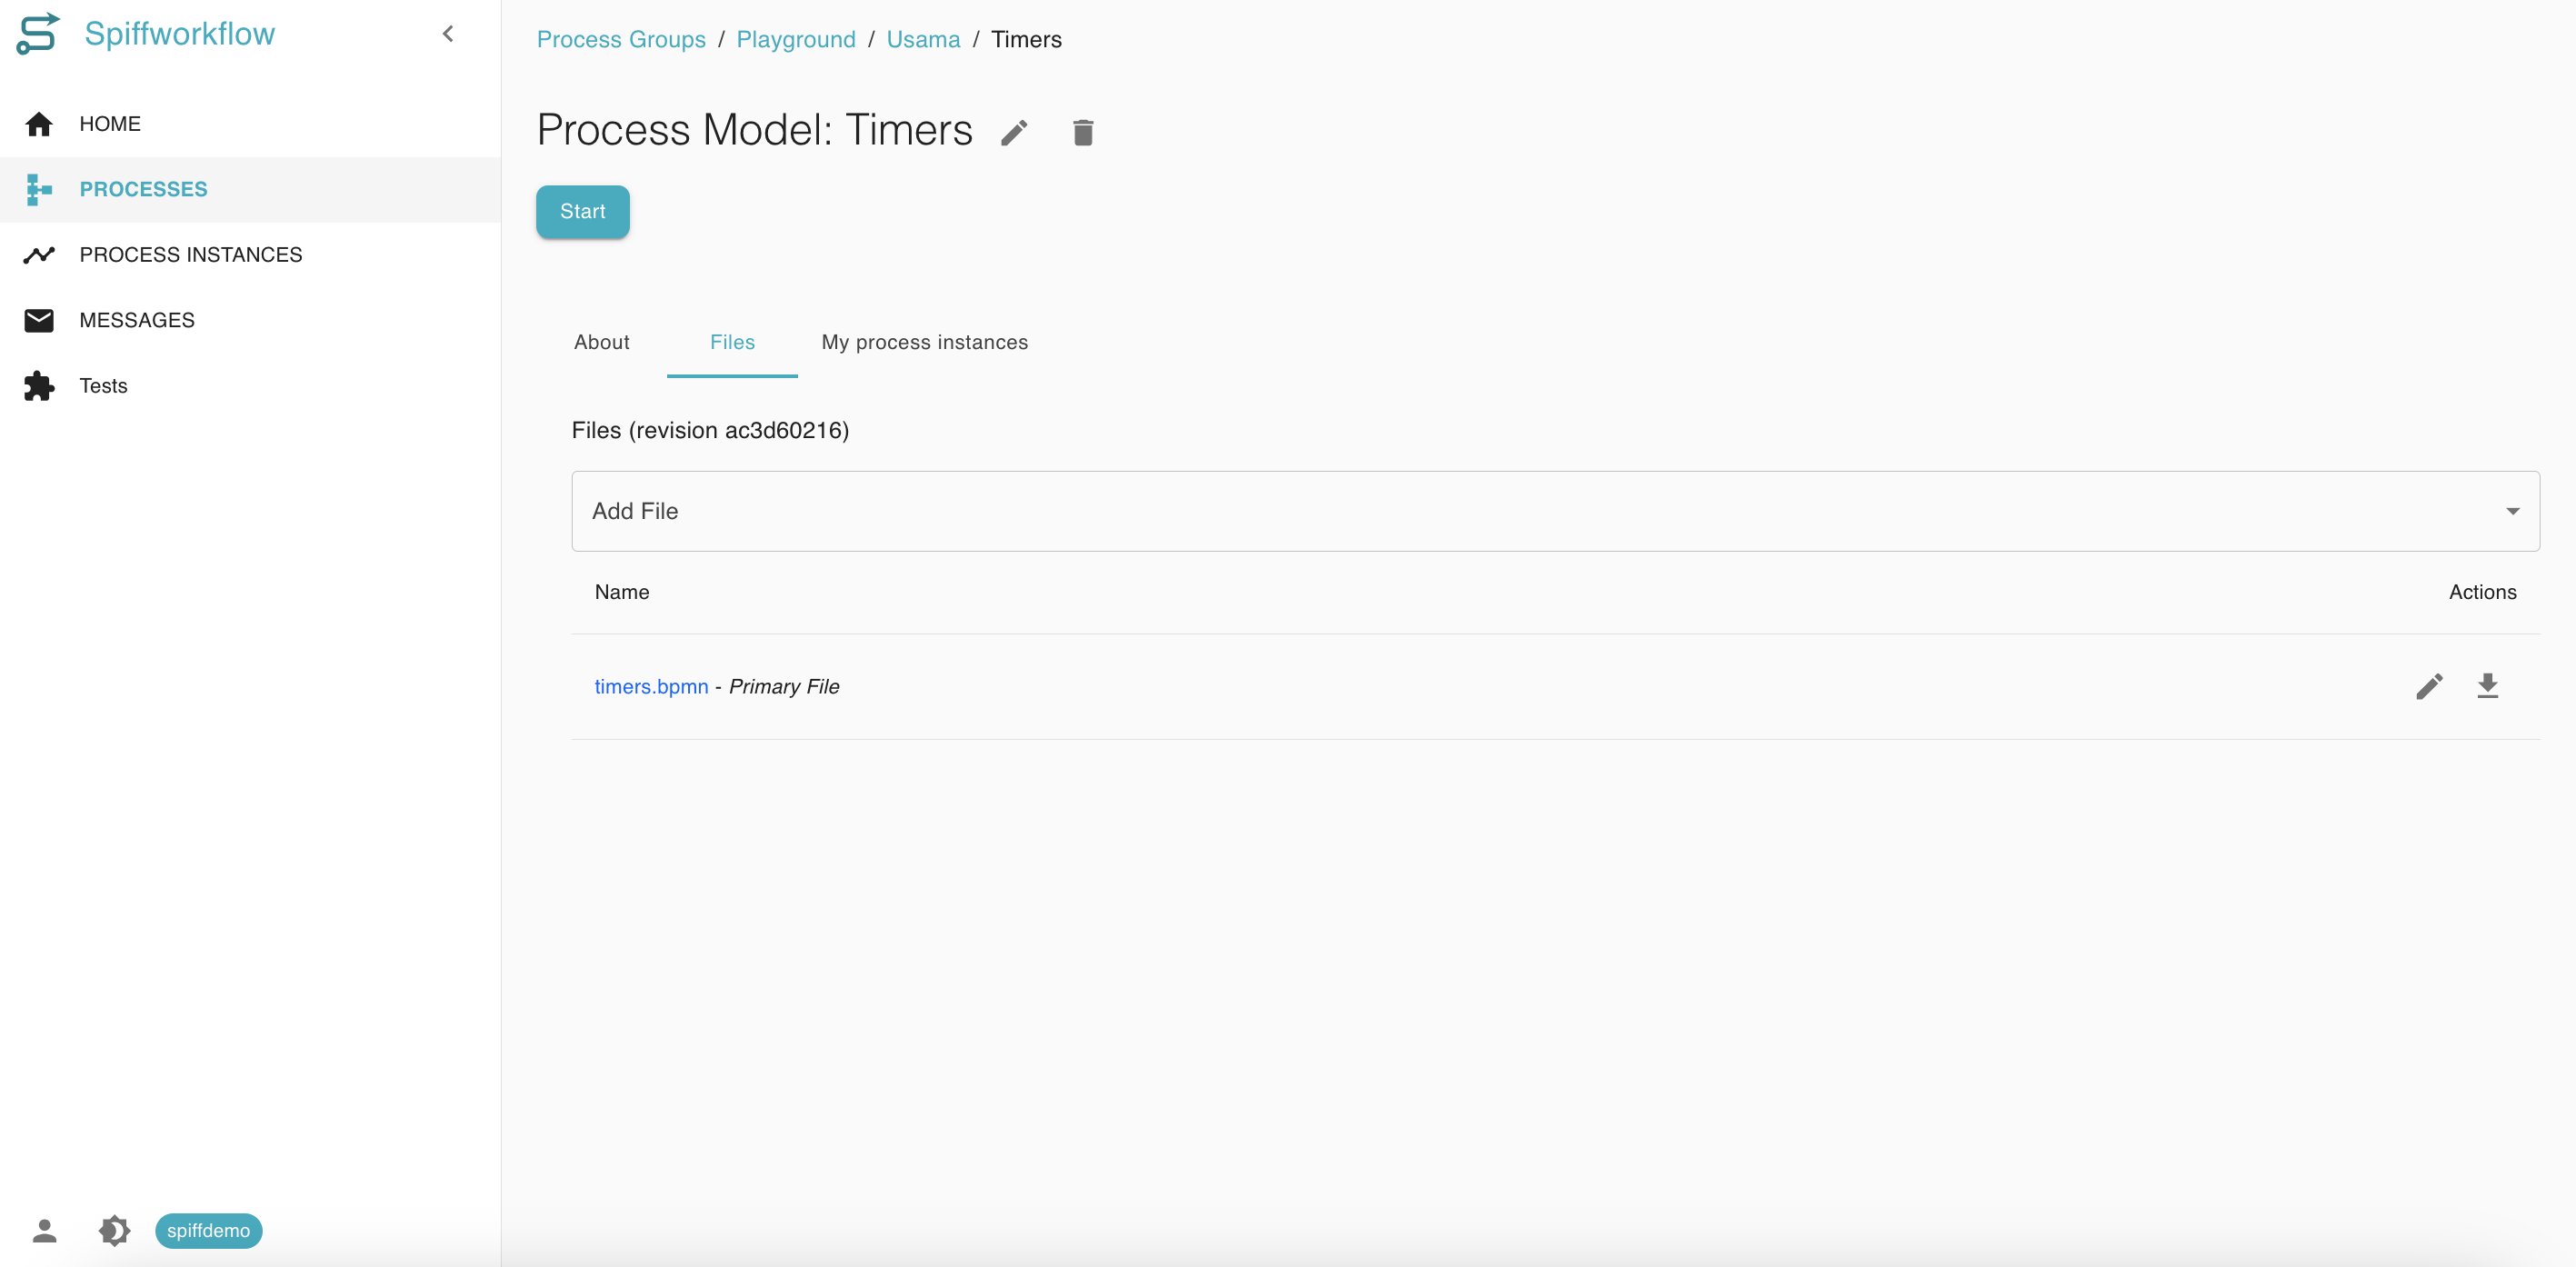 Spiffworkflow
HOME
PROCESSES
PROCESS INSTANCES
MESSAGES
Tests
spiffdemo
Process Groups / Playground / Usama / Timers
Process Model: Timers
Start
About Files My process instances
Files (revision ac3d60216)
Add File
Name Actions
timers.bpmn - Primary File